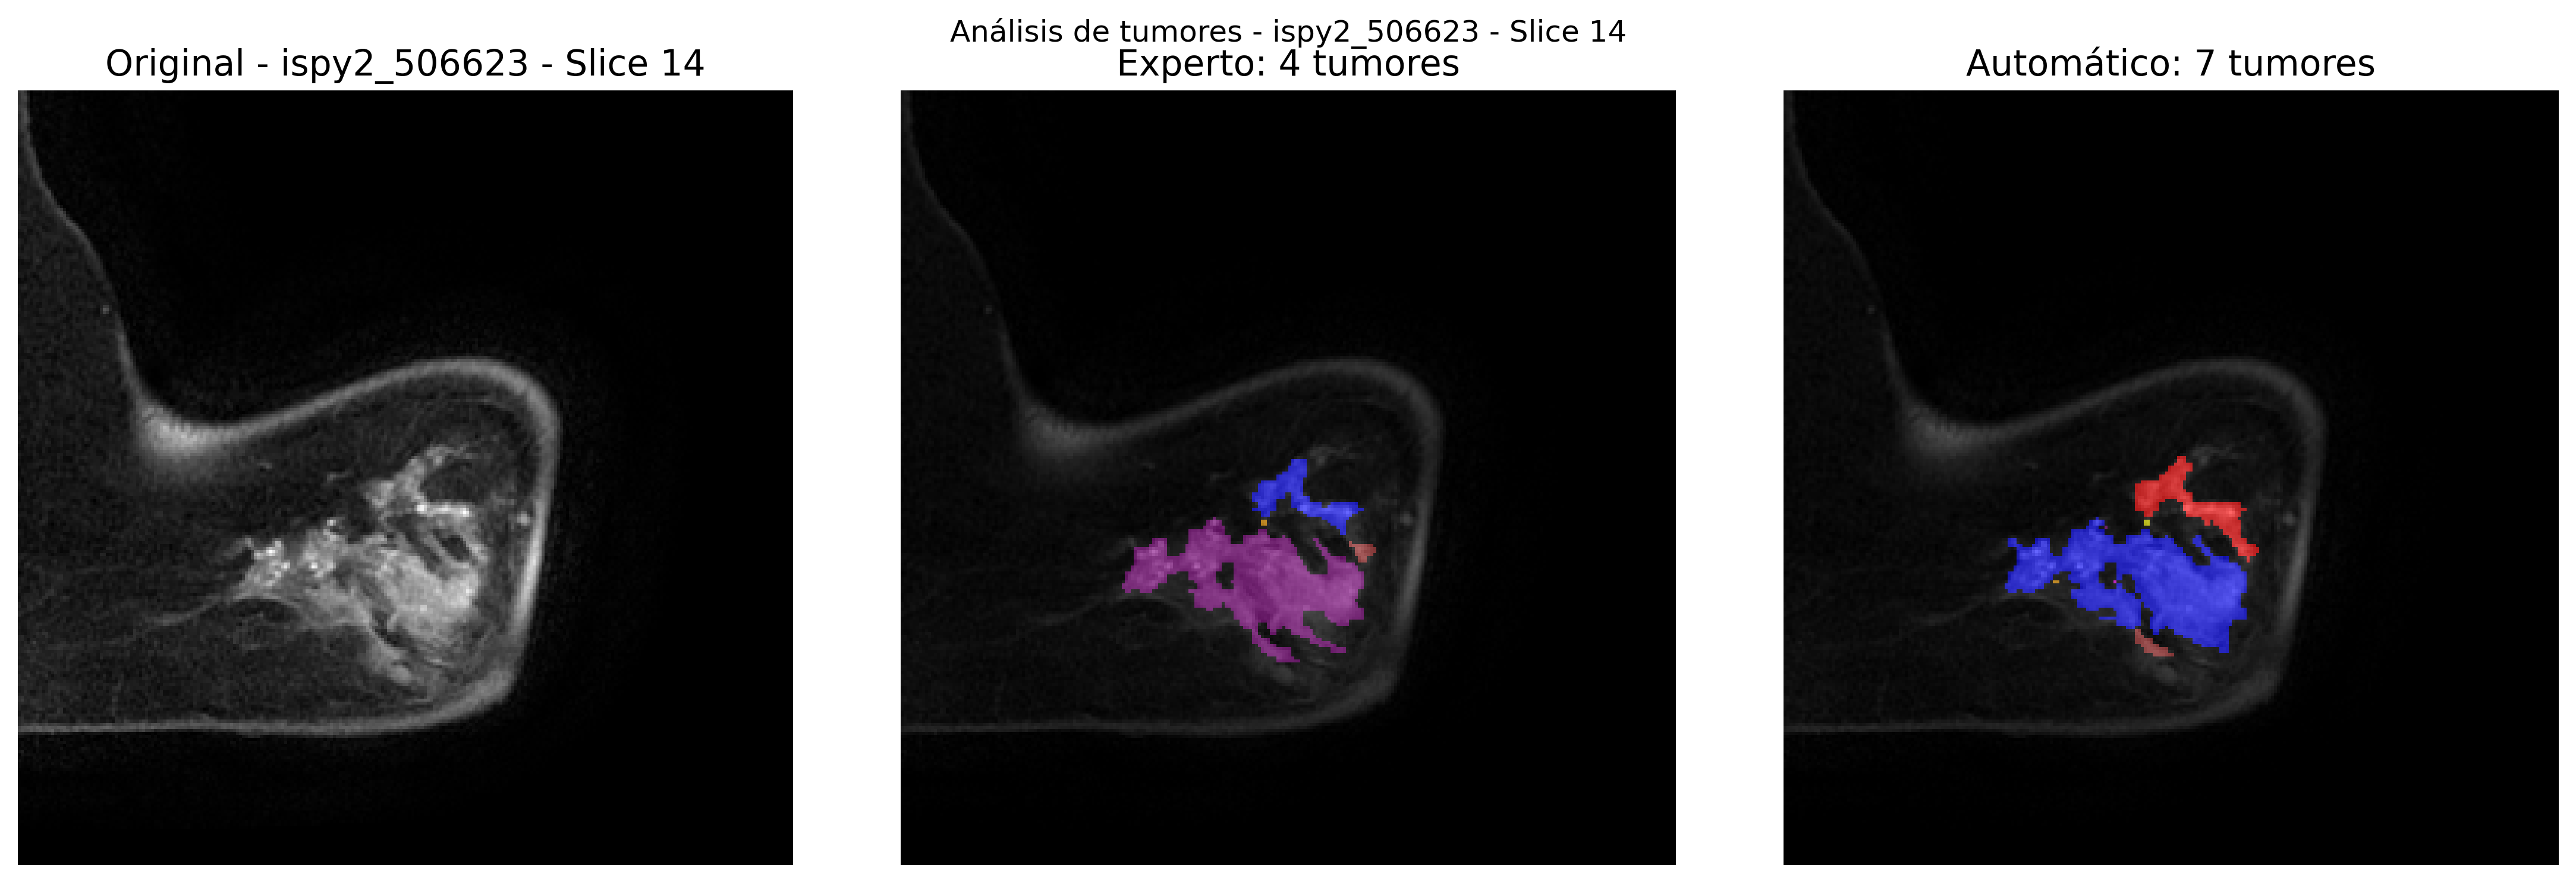 Análisis de tumores - ispy2_506623 - Slice 14
Original - ispy2_506623 - Slice 14
Experto: 4 tumores
Automático: 7 tumores